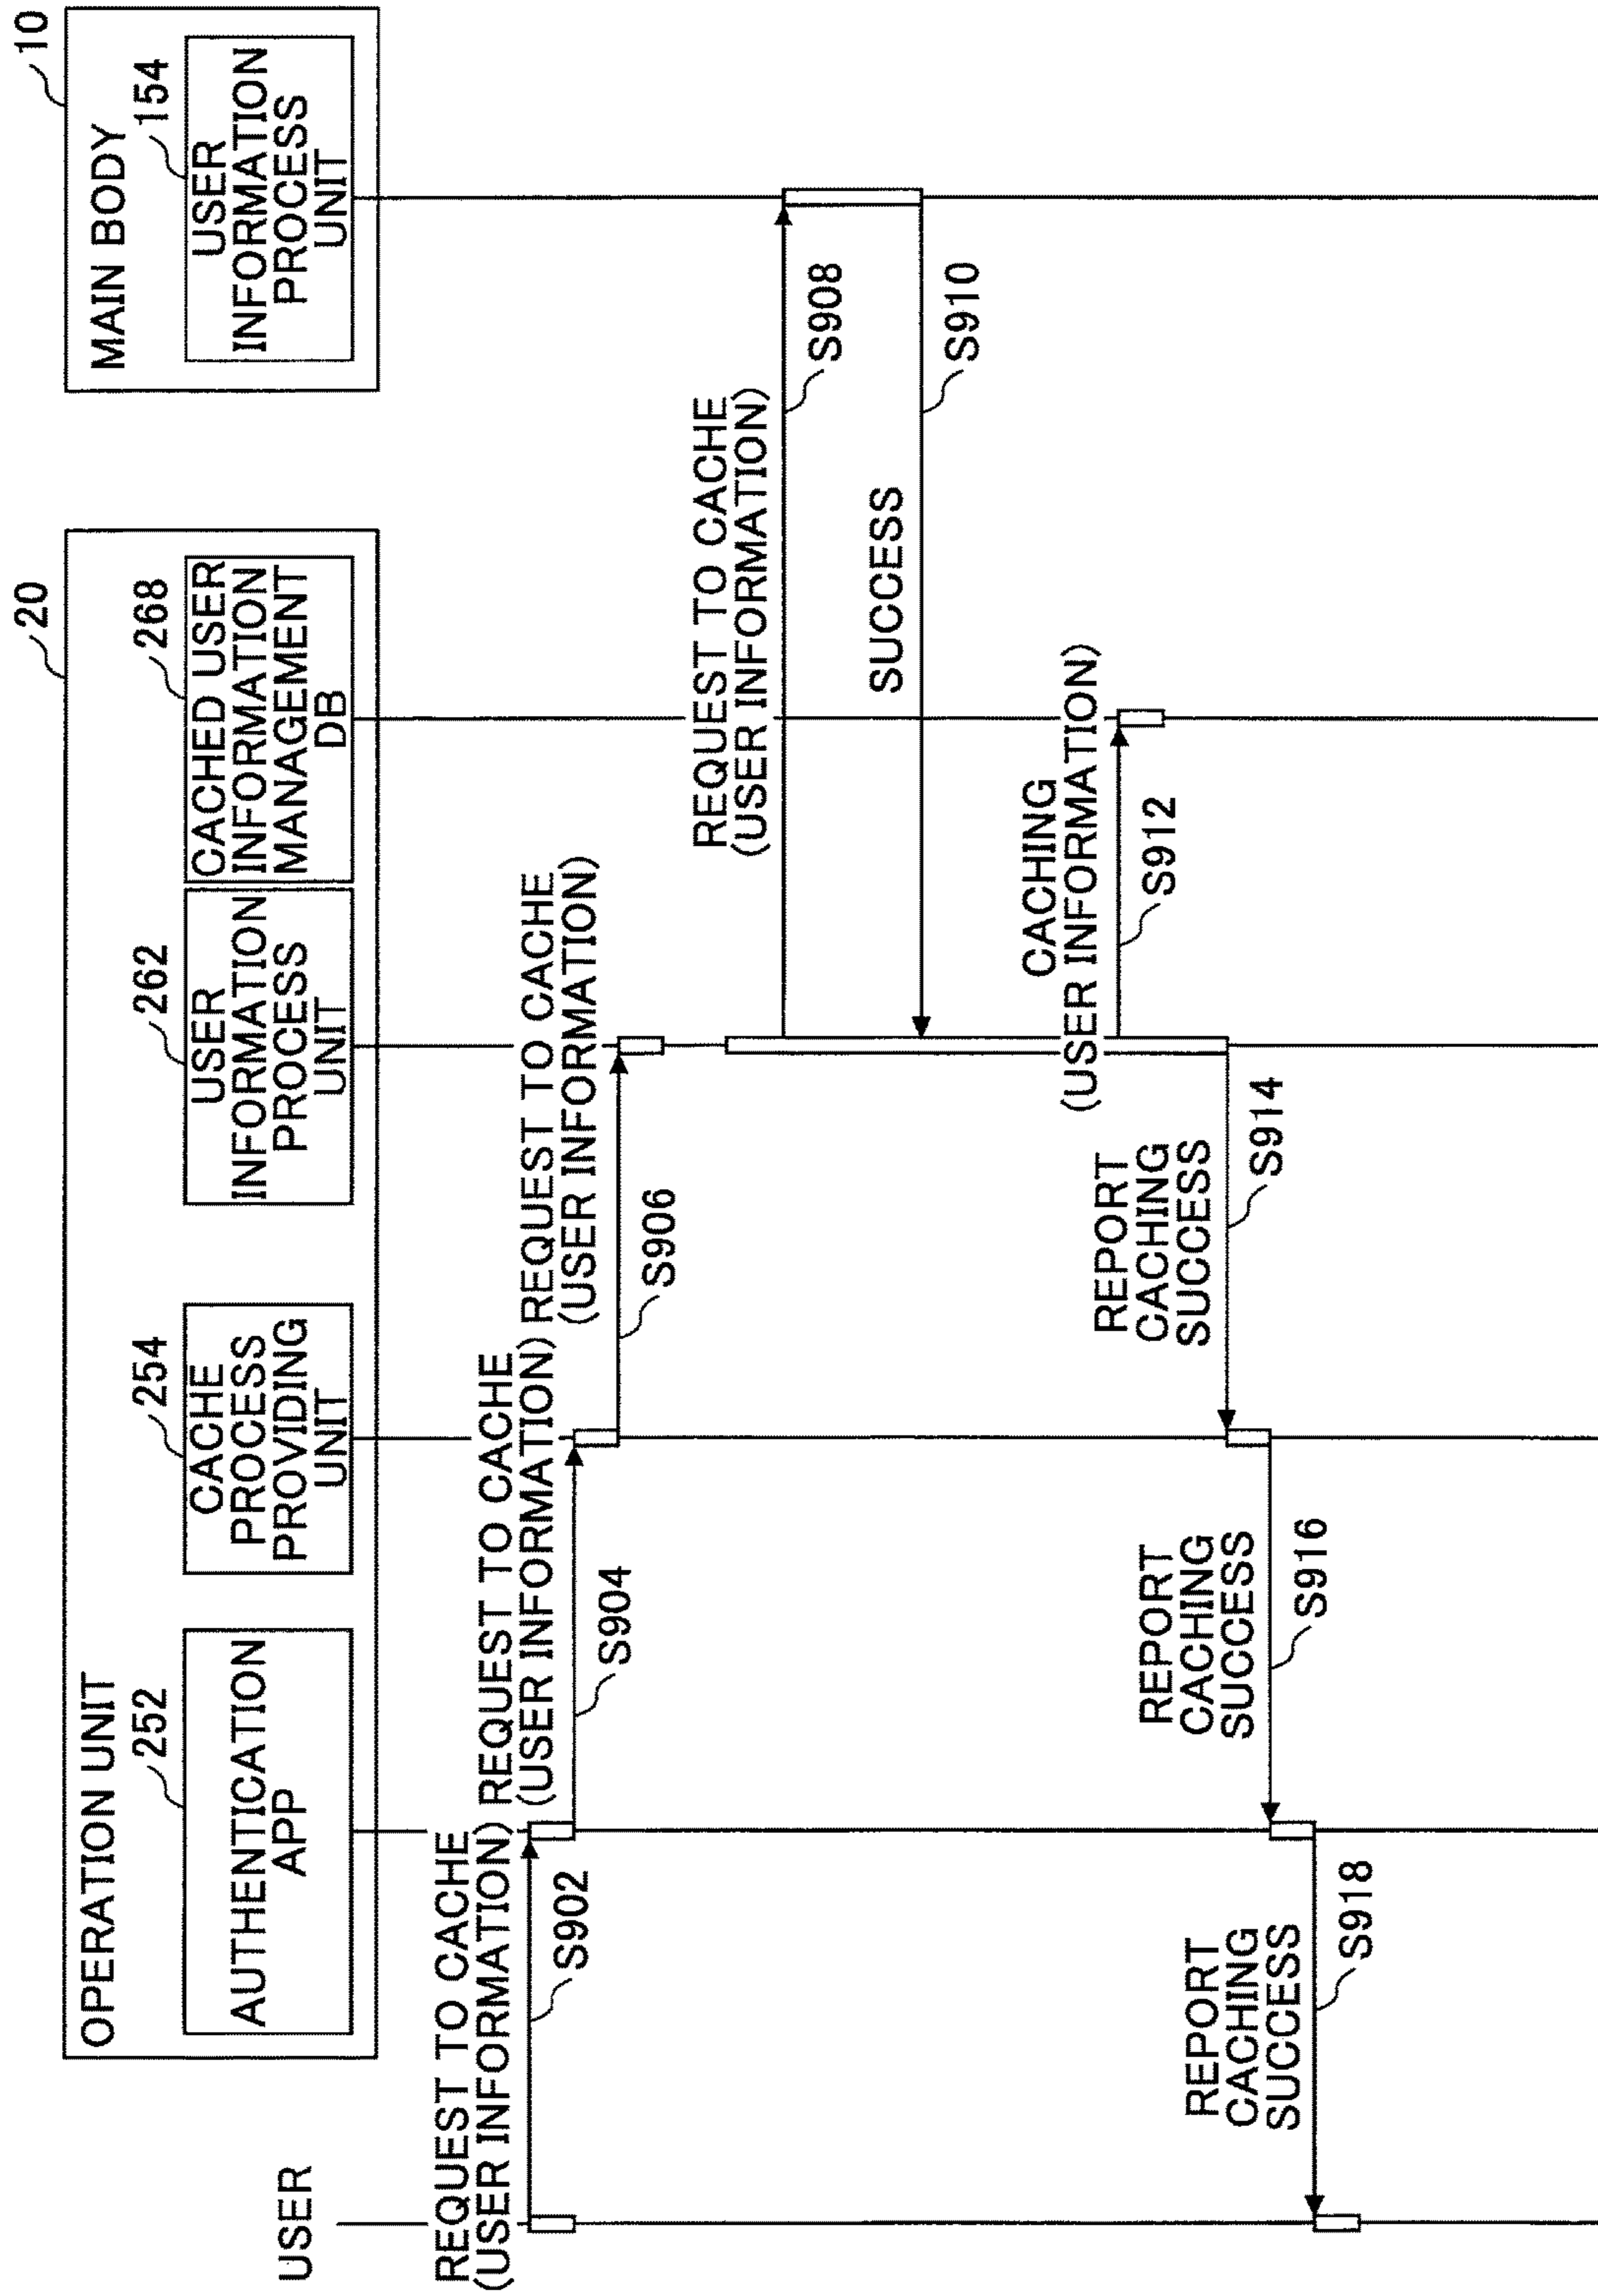 20
10
OPERATION UNIT
MAIN BODY
252
254
262
268
154
USER
AUTHENTICATION
APP
CACHE
PROCESS
PROVIDING
UNIT
USER
INFORMATION
PROCESS
UNIT
CACHED USER
INFORMATION
MANAGEMENT
DB
USER
INFORMATION
PROCESS
UNIT
REQUEST TO CACHE
(USER INFORMATION)
S902
REQUEST TO CACHE
(USER INFORMATION)
S904
REQUEST TO CACHE
(USER INFORMATION)
S906
REQUEST TO CACHE
(USER INFORMATION)
S908
SUCCESS
S910
CACHING
(USER INFORMATION)
S912
REPORT
CACHING
SUCCESS
S914
REPORT
CACHING
SUCCESS
S916
REPORT
CACHING
SUCCESS
S918